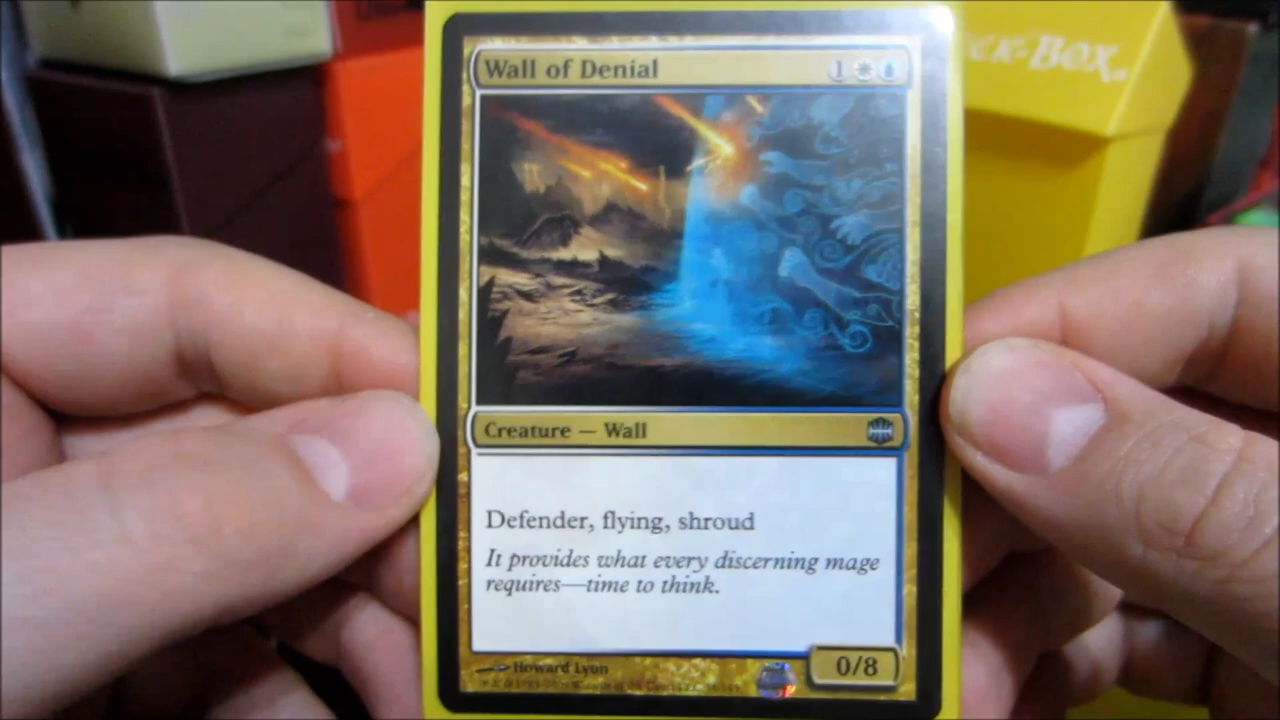 Wall of Denial 1
Creature — Wall
Defender, flying, shroud
It provides what every discerning mage
requires—time to think.
Howard Lyon
0/8
Box